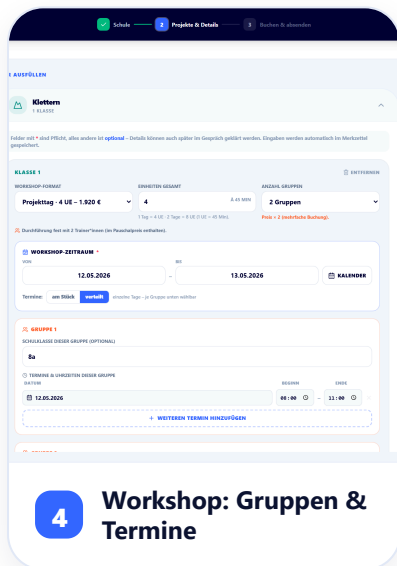 ✓ Schule 2 Projekte & Details 3 Buchen & absenden
AUSFÜLLEN
Klettern
1 KLASSE
Felder mit * sind Pflicht, alles andere ist optional – Details können auch später im Gespräch geklärt werden. Eingaben werden automatisch im Merkzettel
gespeichert.
KLASSE 1 ENTFERNEN
WORKSHOP-FORMAT EINHEITEN GESAMT ANZAHL GRUPPEN
Projekttag · 4 UE – 1.920 € 4 À 45 MIN 2 Gruppen
1 Tag = 4 UE · 2 Tage = 8 UE (1 UE = 45 Min). Preis × 2 (mehrfache Buchung).
Durchführung fest mit 2 Trainer*innen (im Pauschalpreis enthalten).
WORKSHOP-ZEITRAUM *
VON BIS
12.05.2026 – 13.05.2026 KALENDER
Termine: am Stück verteilt einzelne Tage – je Gruppe unten wählbar
GRUPPE 1
SCHULKLASSE DIESER GRUPPE (OPTIONAL)
8a
TERMINE & UHRZEITEN DIESER GRUPPE
DATUM BEGINN ENDE
12.05.2026 08:00 – 11:00
+ WEITEREN TERMIN HINZUFÜGEN
4 Workshop: Gruppen &
Termine